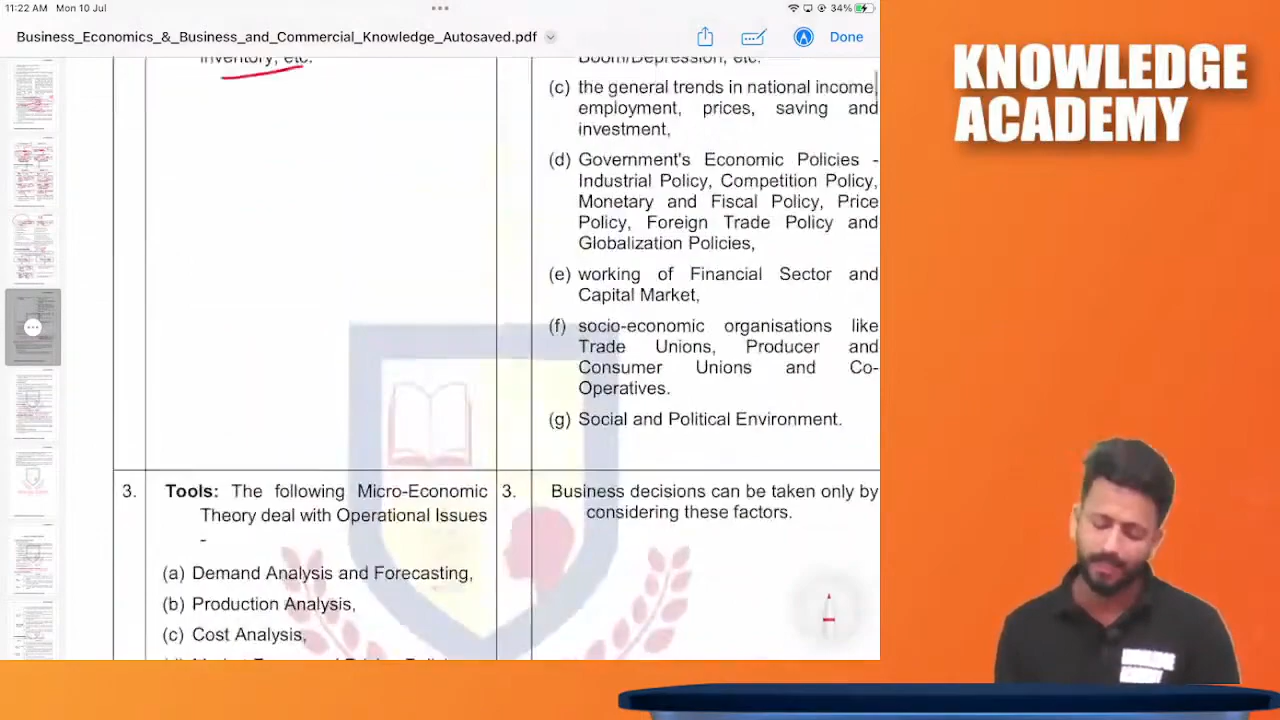 11:22 AM Mon 10 Jul
34%
Business_Economics_&_Business_and_Commercial_Knowledge_Autosaved.pdf
Done
KNOWLEDGE
ACADEMY
inventory, etc.
Boom/Depression, etc.
(c) the general trends in national income,
employment, prices, saving and
investment,
(d) Government's Economic Policies -
Industrial Policy, Competition Policy,
Monetary and Fiscal Policy, Price
Policy, Foreign Trade Policy and
Globalization Policies,
(e) working of Financial Sector and
Capital Market,
(f) socio-economic organisations like
Trade Unions, Producer and
Consumer Unions and Co-
Operatives.
(g) Social and Political Environment.
3. Tools: The following Micro-Economic
Theory deal with Operational Issues
-
(a) Demand Analysis and Forecasting,
(b) Production Analysis,
(c) Cost Analysis,
3. Business decisions can be taken only by
considering these factors.